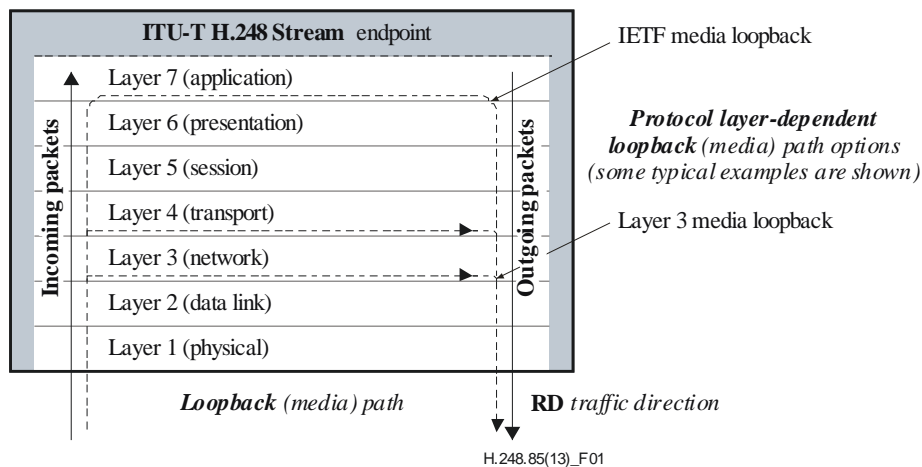 ITU-T H.248 Stream endpoint
IETF media loopback
Layer 7 (application)
Layer 6 (presentation)
Protocol layer-dependent
loopback (media) path options
(some typical examples are shown)
Layer 5 (session)
Layer 4 (transport)
Layer 3 media loopback
Layer 3 (network)
Layer 2 (data link)
Layer 1 (physical)
Incoming packets
Outgoing packets
Loopback (media) path
RD traffic direction
H.248.85(13)_F01